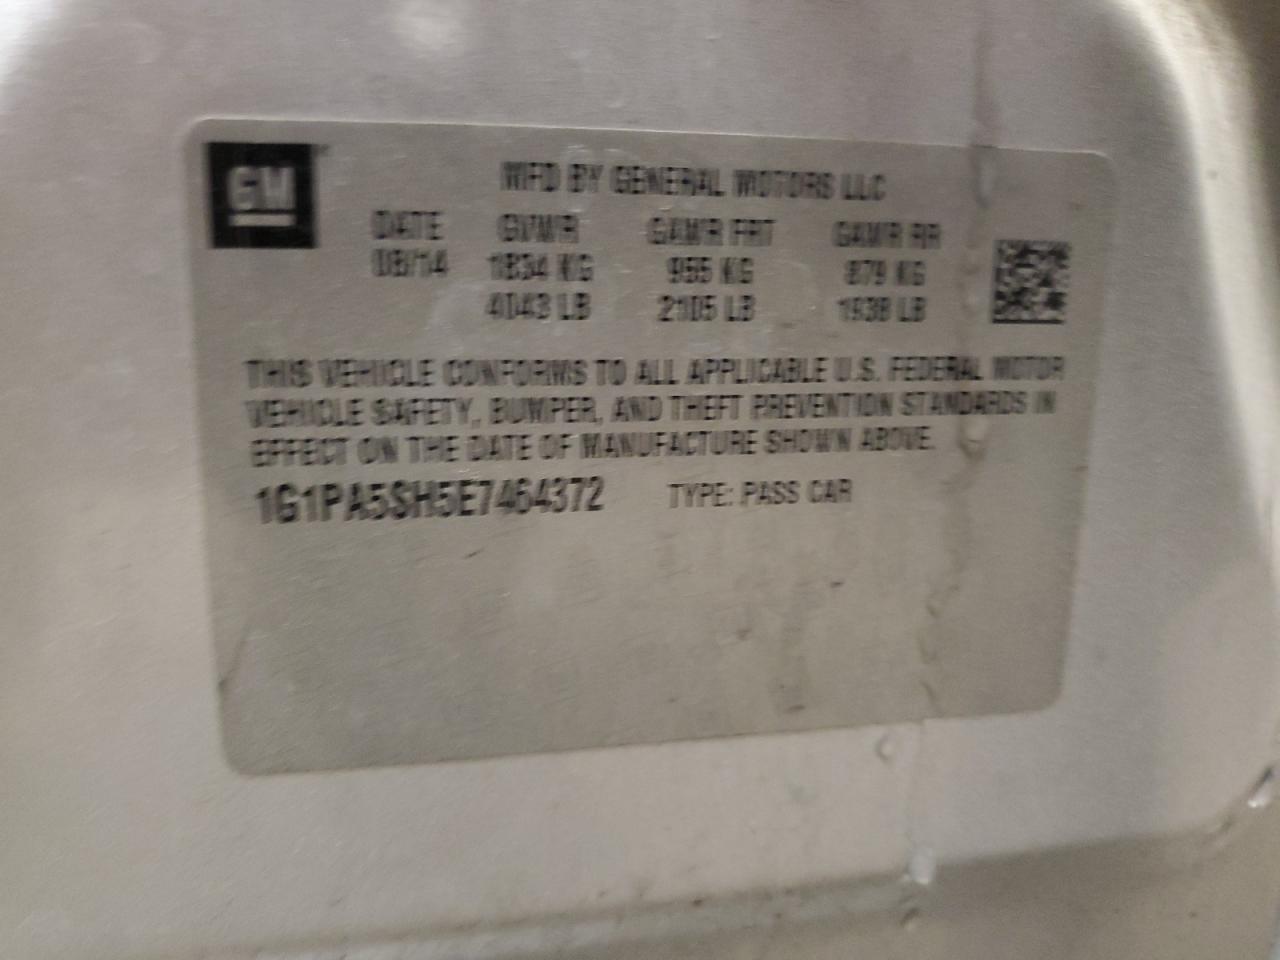 GM
MFD BY GENERAL MOTORS LLC
DATE GVWR GAWR FRT GAWR RR
1834 KG 955 KG 879 KG
4043 LB 2105 LB 1938 LB
THIS VEHICLE CONFORMS TO ALL APPLICABLE U.S. FEDERAL MOTOR
VEHICLE SAFETY, BUMPER, AND THEFT PREVENTION STANDARDS IN
EFFECT ON THE DATE OF MANUFACTURE SHOWN ABOVE.
1G1PA5SH5E7464372 TYPE: PASS CAR